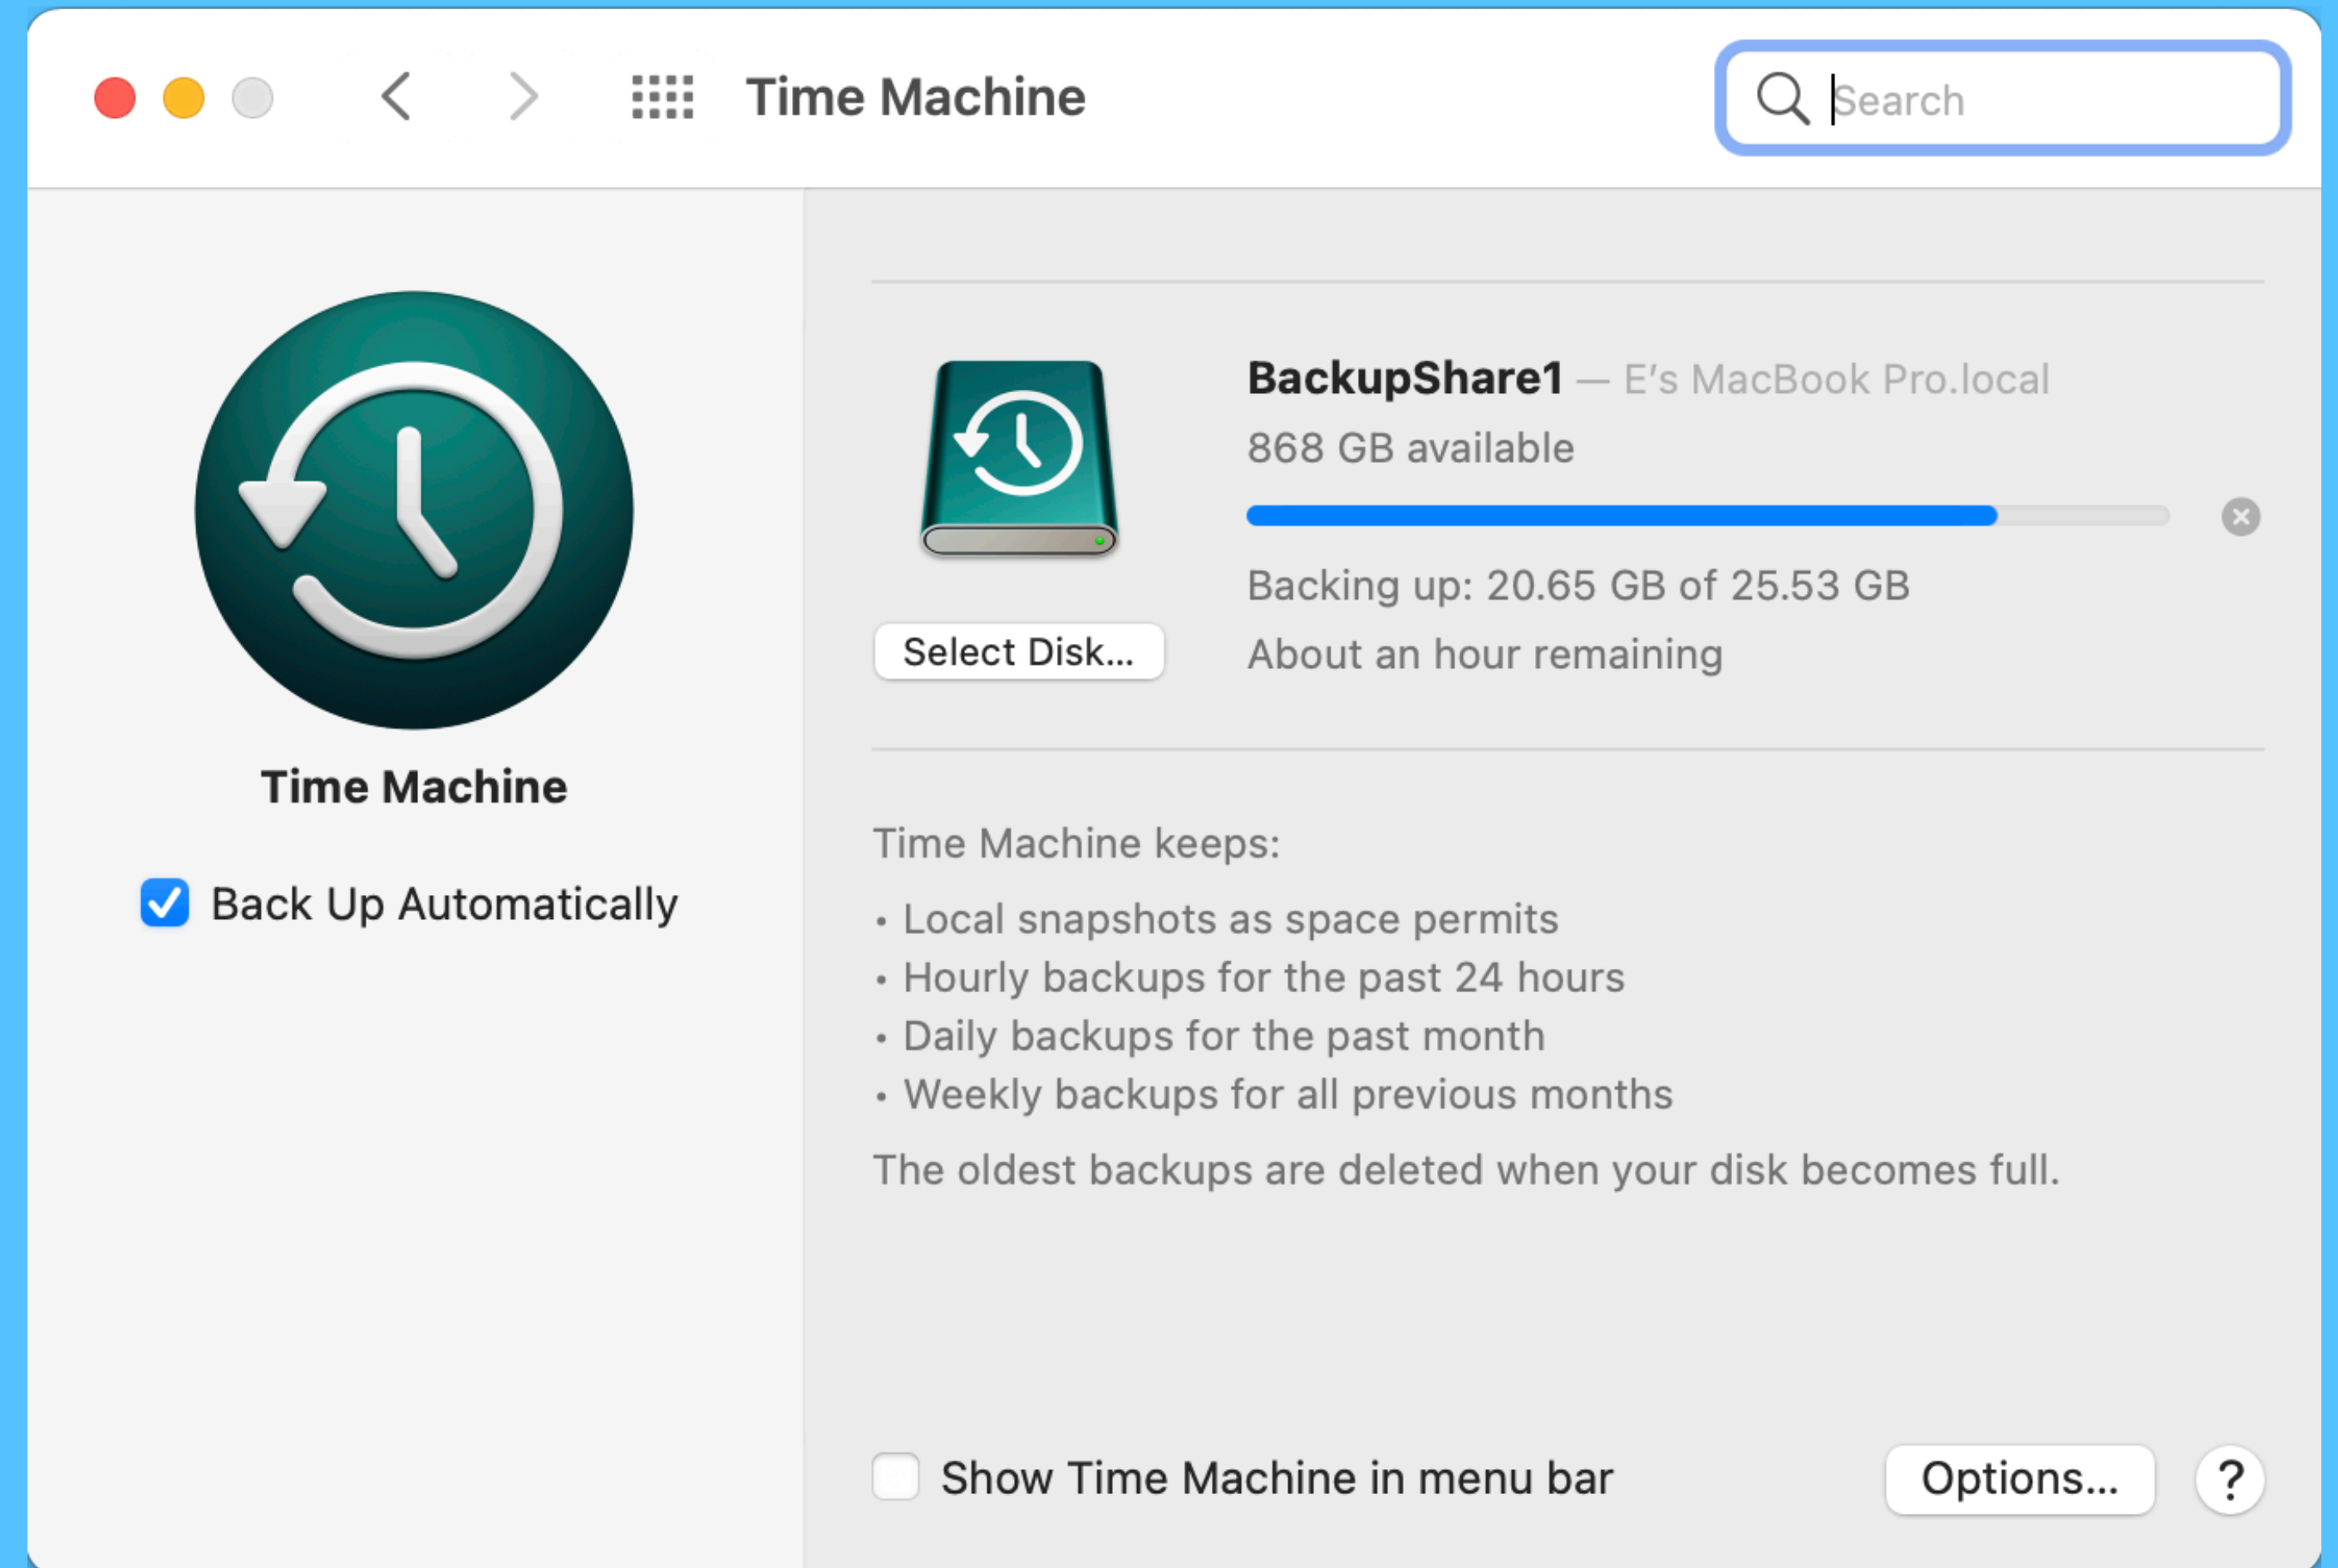 Time Machine
Search
BackupShare1 — E’s MacBook Pro.local
868 GB available
Backing up: 20.65 GB of 25.53 GB
Select Disk...
About an hour remaining
Time Machine
Back Up Automatically
Time Machine keeps:
• Local snapshots as space permits
• Hourly backups for the past 24 hours
• Daily backups for the past month
• Weekly backups for all previous months
The oldest backups are deleted when your disk becomes full.
Show Time Machine in menu bar
Options...
?